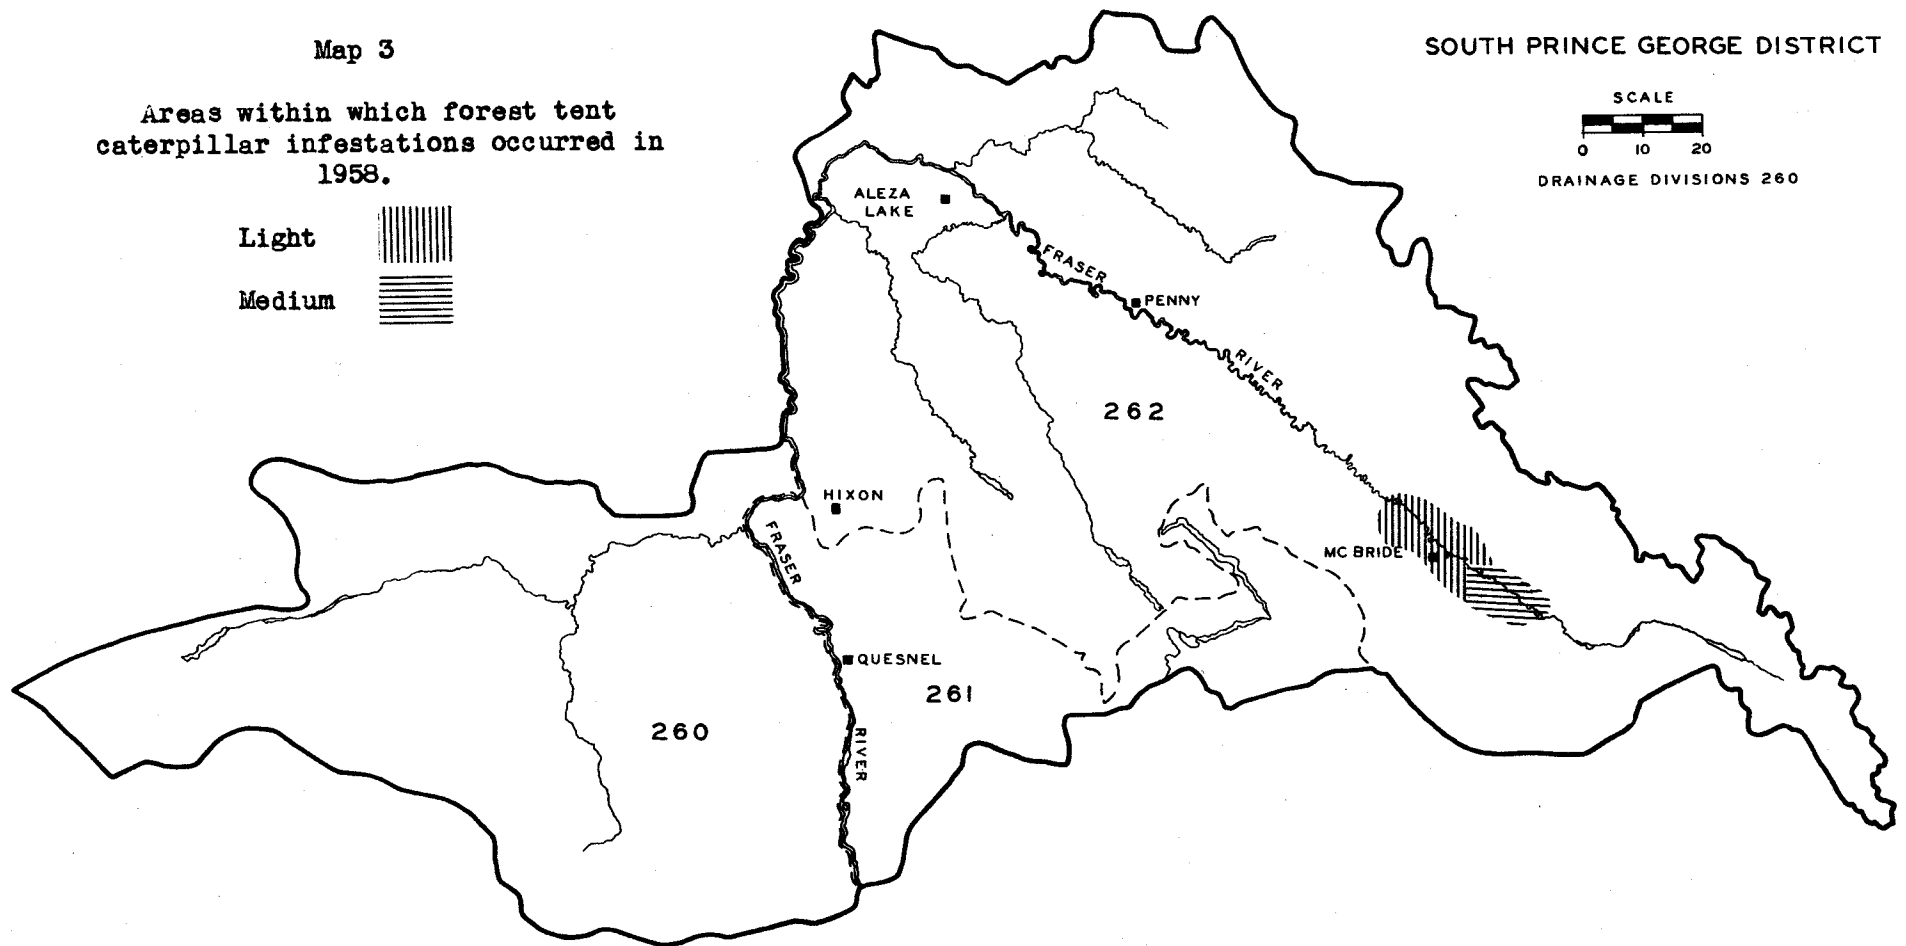 Map 3
Areas within which forest tent
caterpillar infestations occurred in
1958.
Light
Medium
SOUTH PRINCE GEORGE DISTRICT
SCALE
0 10 20
DRAINAGE DIVISIONS 260
ALEZA
LAKE
FRASER
PENNY
RIVER
262
HIXON
FRASER
MC BRIDE
QUESNEL
261
260
RIVER